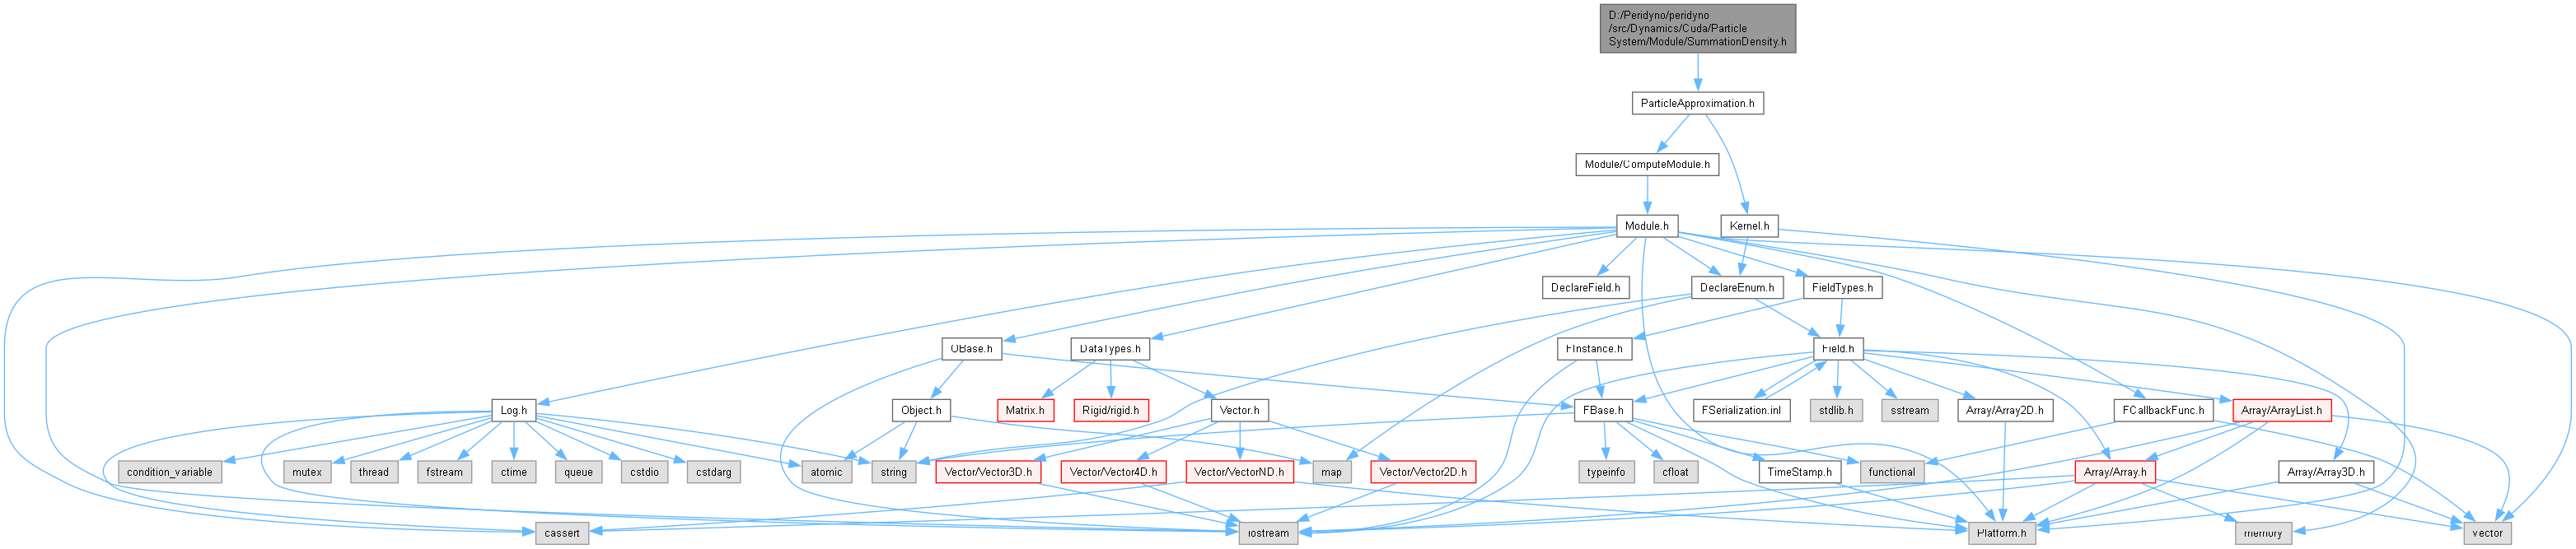 D:/Peridyno/peridyno
/src/Dynamics/Cuda/Particle
System/Module/SummationDensity.h
ParticleApproximation.h
Module/ComputeModule.h
Module.h
Kernel.h
DeclareField.h
DeclareEnum.h
FieldTypes.h
OBase.h
DataTypes.h
FInstance.h
Field.h
Log.h
Object.h
Matrix.h
Rigid/rigid.h
Vector.h
FBase.h
FSerialization.inl
stdlib.h
sstream
Array/Array2D.h
FCallbackFunc.h
Array/ArrayList.h
condition_variable
mutex
thread
fstream
ctime
queue
cstdio
cstdarg
atomic
string
Vector/Vector3D.h
Vector/Vector4D.h
Vector/VectorND.h
map
Vector/Vector2D.h
typeinfo
cfloat
TimeStamp.h
functional
Array/Array.h
Array/Array3D.h
cassert
iostream
Platform.h
memory
vector